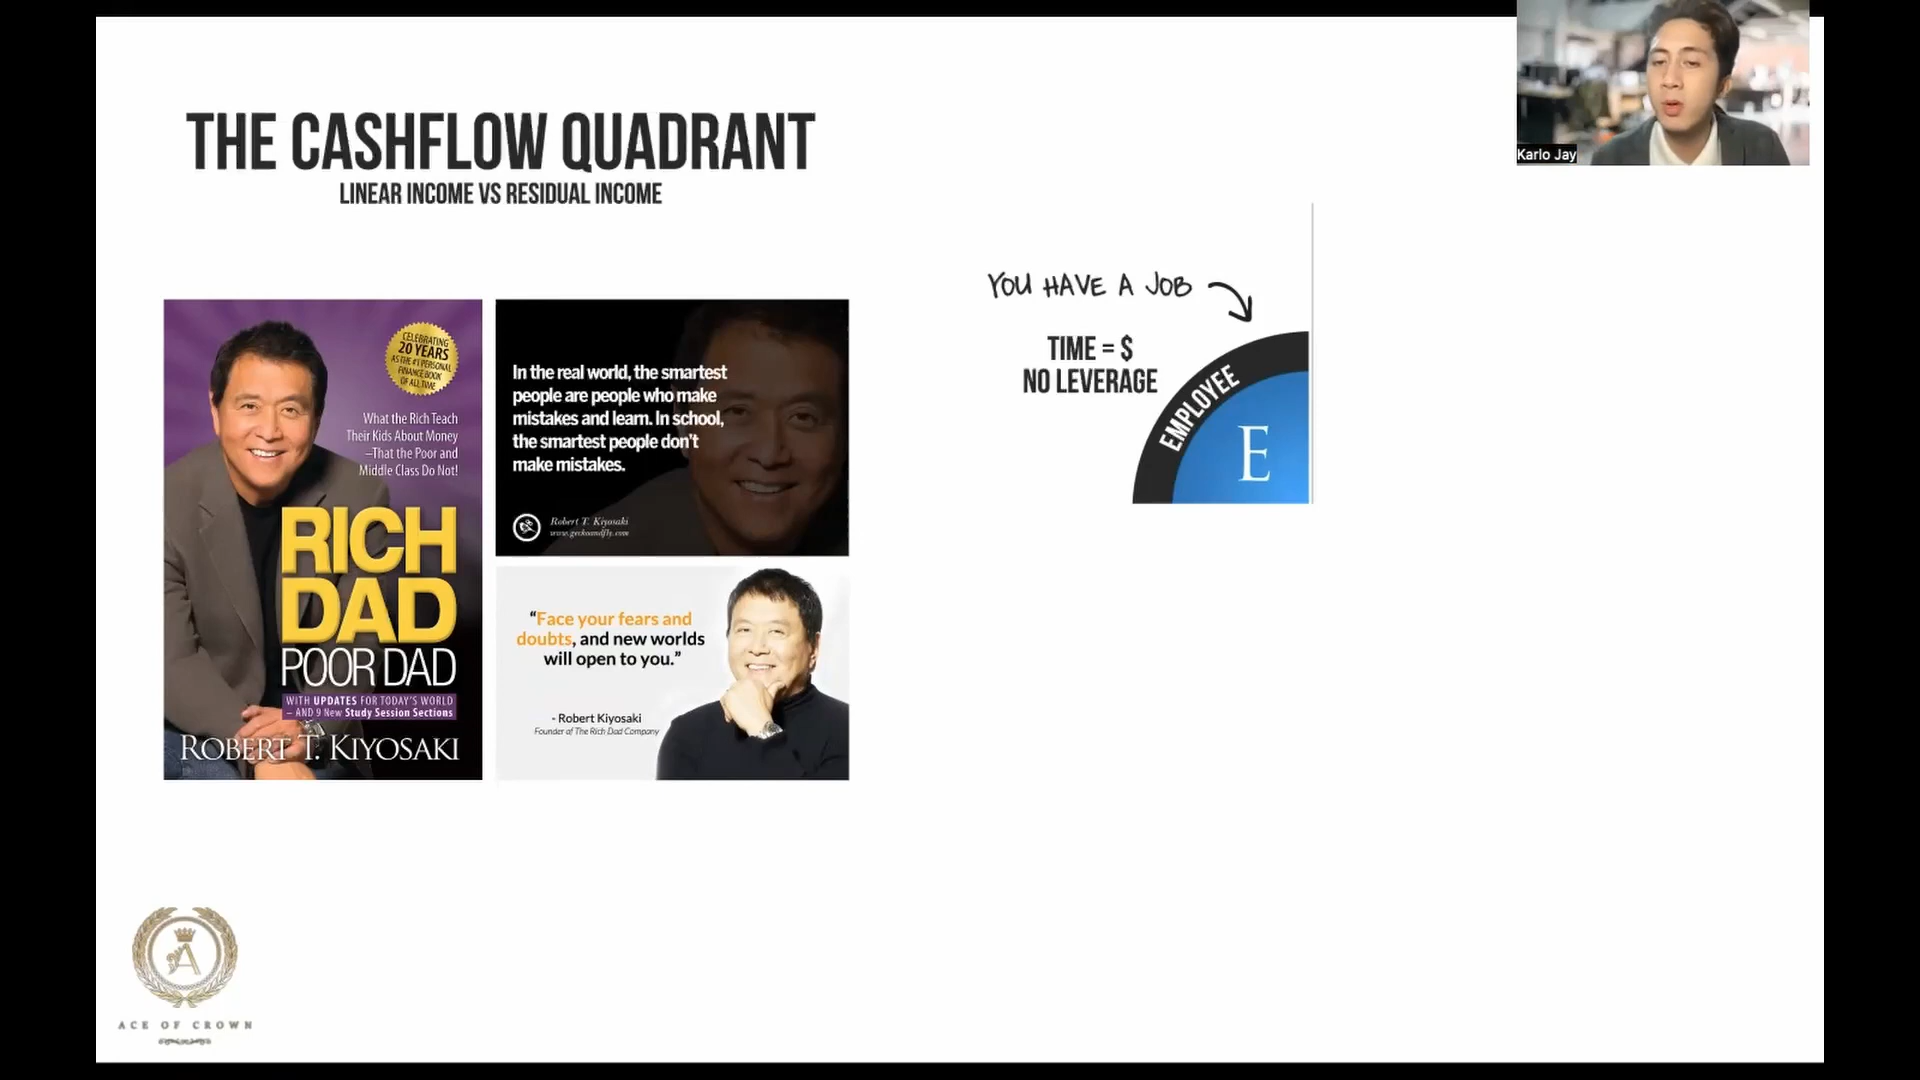 THE CASHFLOW QUADRANT
LINEAR INCOME VS RESIDUAL INCOME
Karlo Jay
CELEBRATING
20 YEARS
AS THE #1 PERSONAL
FINANCE BOOK
OF ALL TIME
What the Rich Teach
Their Kids About Money
–That the Poor and
Middle Class Do Not!
RICH
DAD
POOR DAD
WITH UPDATES FOR TODAY'S WORLD
– AND 9 New Study Session Sections
ROBERT T. KIYOSAKI
In the real world, the smartest
people are people who make
mistakes and learn. In school,
the smartest people don't
make mistakes.
Robert T. Kiyosaki
www.geckoandfly.com
“Face your fears and
doubts, and new worlds
will open to you.”
- Robert Kiyosaki
Founder of The Rich Dad Company
YOU HAVE A JOB
TIME = $
NO LEVERAGE
EMPLOYEE
E
A
ACE OF CROWN